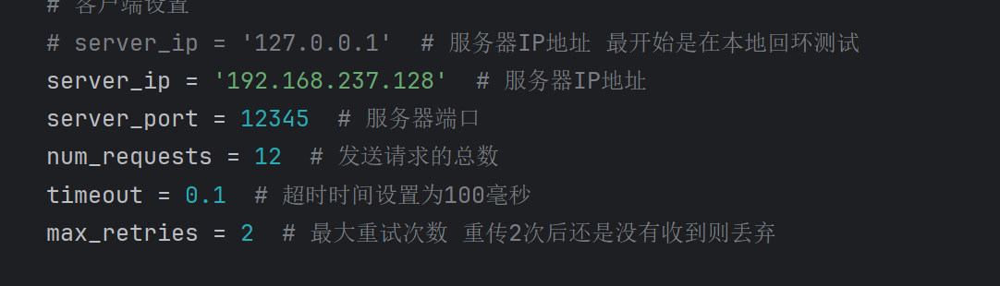 # 客户端设置
# server_ip = '127.0.0.1'  # 服务器IP地址 最开始是在本地回环测试
server_ip = '192.168.237.128'  # 服务器IP地址
server_port = 12345  # 服务器端口
num_requests = 12  # 发送请求的总数
timeout = 0.1  # 超时时间设置为100毫秒
max_retries = 2  # 最大重试次数 重传2次后还是没有收到则丢弃